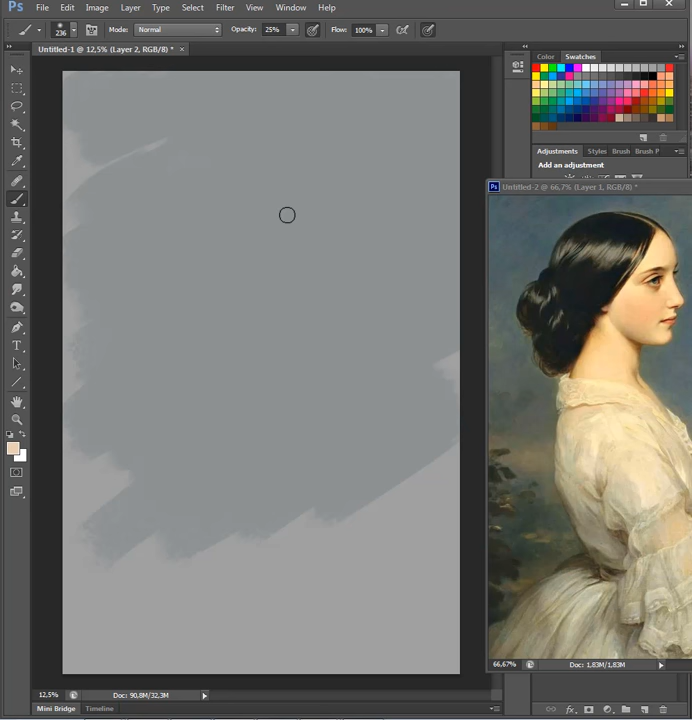 Ps File Edit Image Layer Type Select Filter View Window Help
236 Mode: Normal Opacity: 25% Flow: 100%
Untitled-1 @ 12,5% (Layer 2, RGB/8) * ×
Color Swatches
Adjustments Styles Brush Brush P
Add an adjustment
Ps Untitled-2 @ 66,7% (Layer 1, RGB/8) *
T
66.67% Doc: 1,83M/1,83M
12,5% Doc: 90,8M/32,3M
Mini Bridge Timeline
fx